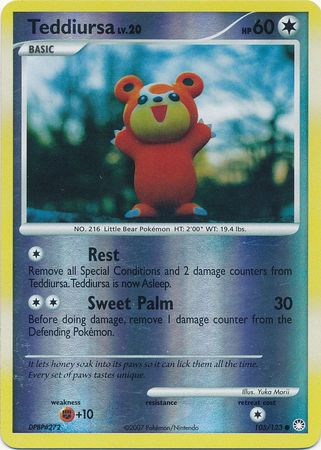 Teddiursa LV.20 HP 60
BASIC
NO. 216 Little Bear Pokémon HT: 2'00" WT: 19.4 lbs.
Rest
Remove all Special Conditions and 2 damage counters from
Teddiursa. Teddiursa is now Asleep.
Sweet Palm 30
Before doing damage, remove 1 damage counter from the
Defending Pokémon.
It lets honey soak into its paws so it can lick them all the time.
Every set of paws tastes unique.
Illus. Yuka Morii
weakness resistance retreat cost
+10
DPBP#272 ©2007 Pokémon/Nintendo 105/123